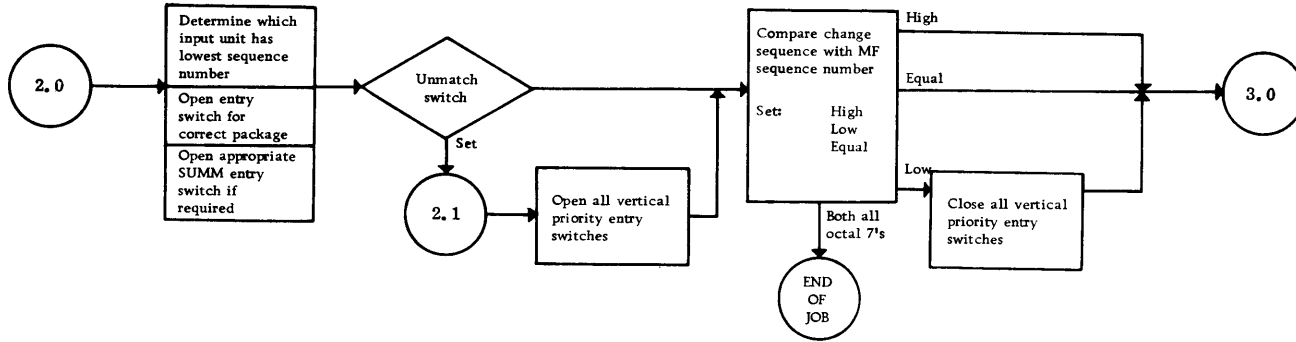 2.0
Determine which
input unit has
lowest sequence
number
Open entry
switch for
correct package
Open appropriate
SUMM entry
switch if
required
Unmatch
switch
Set
2.1
Open all vertical
priority entry
switches
Compare change
sequence with MF
sequence number
Set: High
Low
Equal
High
Equal
Low
Both all
octal 7's
END
OF
JOB
Close all vertical
priority entry
switches
3.0